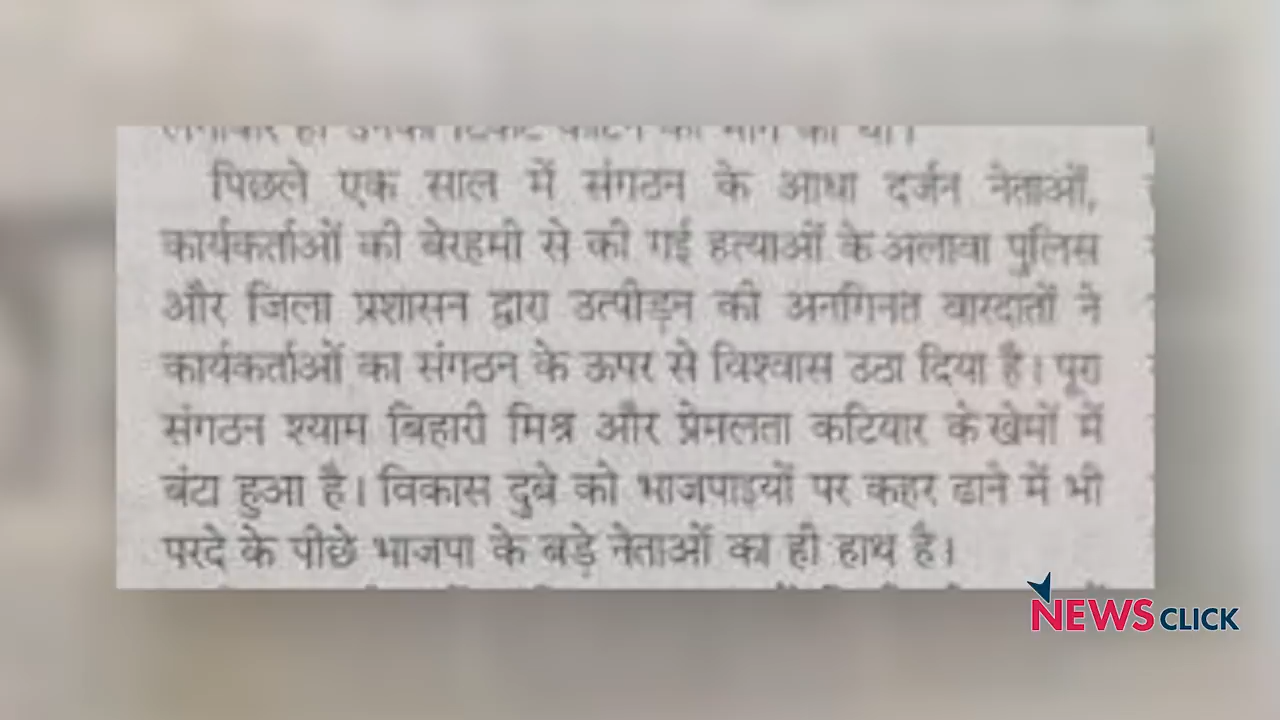 पिछले एक साल में संगठन के आधा दर्जन नेताओं,
कार्यकर्ताओं की बेरहमी से की गई हत्याओं के अलावा पुलिस
और जिला प्रशासन द्वारा उत्पीड़न की अनगिनत वारदातों ने
कार्यकर्ताओं का संगठन के ऊपर से विश्वास उठा दिया है। पूरा
संगठन श्याम बिहारी मिश्र और प्रेमलता कटियार के खेमों में
बंटा हुआ है। विकास दुबे को भाजपाइयों पर कहर ढाने में भी
परदे के पीछे भाजपा के बड़े नेताओं का ही हाथ है।
NEWSCLICK